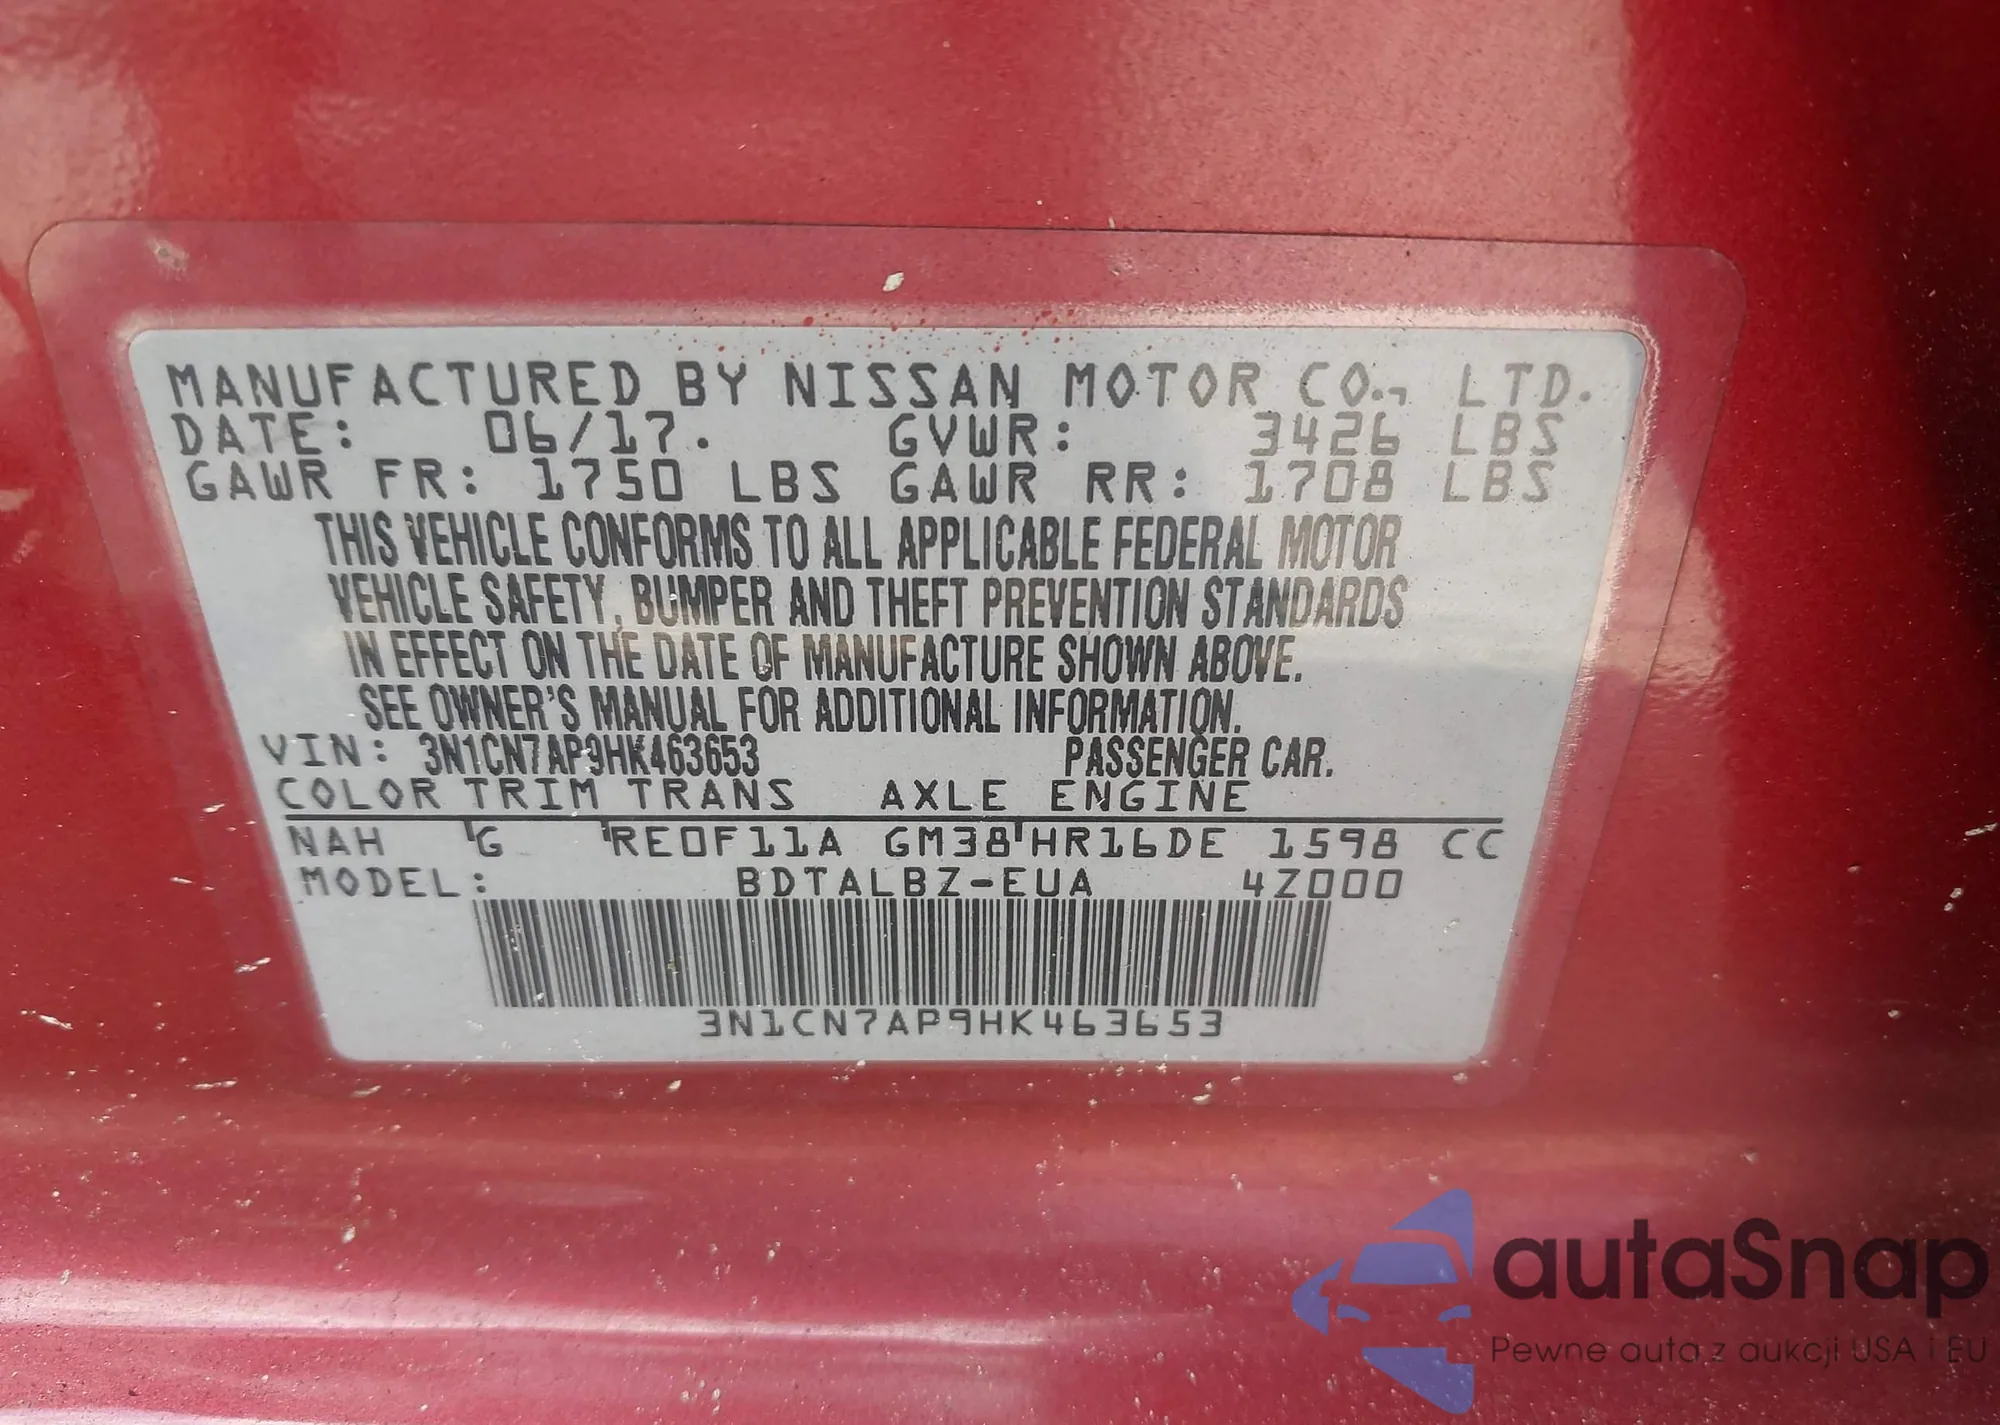 MANUFACTURED BY NISSAN MOTOR CO., LTD.
DATE: 06/17. GVWR: 3426 LBS
GAWR FR: 1750 LBS GAWR RR: 1708 LBS
THIS VEHICLE CONFORMS TO ALL APPLICABLE FEDERAL MOTOR
VEHICLE SAFETY, BUMPER AND THEFT PREVENTION STANDARDS
IN EFFECT ON THE DATE OF MANUFACTURE SHOWN ABOVE.
SEE OWNER'S MANUAL FOR ADDITIONAL INFORMATION.
VIN: 3N1CN7AP9HK463653 PASSENGER CAR.
COLOR TRIM TRANS AXLE ENGINE
NAH G RE0F11A GM38 HR16DE 1598 CC
MODEL: BDTALBZ-EUA 4Z000
3N1CN7AP9HK463653
autaSnap
Pewne auta z aukcji USA i EU